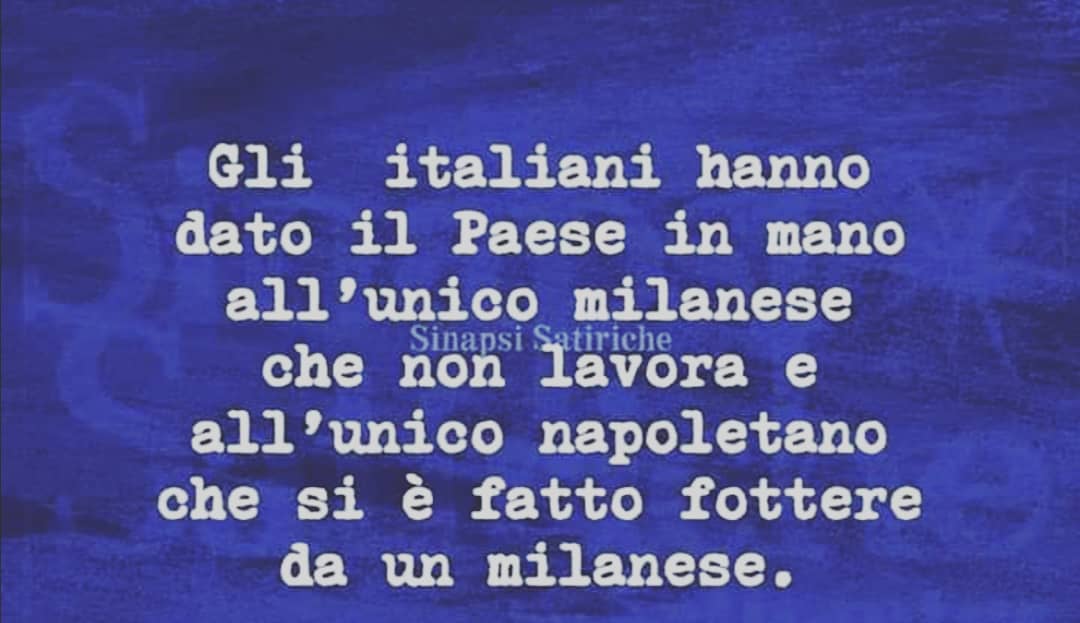 Gli italiani hanno
dato il Paese in mano
all'unico milanese
Sinapsi Satiriche
che non lavora e
all'unico napoletano
che si è fatto fottere
da un milanese.